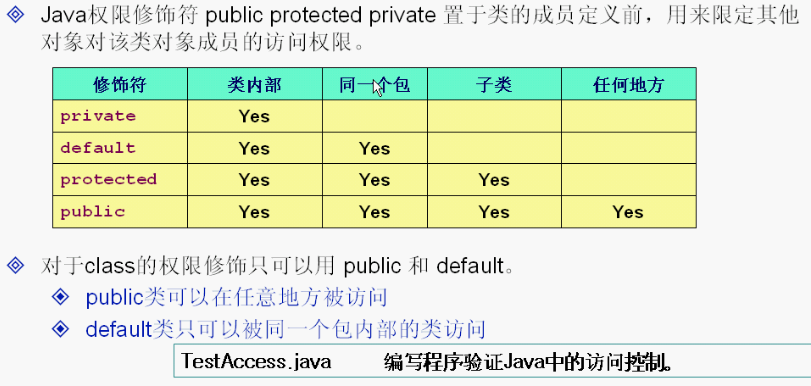 Java权限修饰符 public protected private 置于类的成员定义前，用来限定其他
对象对该类对象成员的访问权限。
修饰符 类内部 同一个包 子类 任何地方
private Yes
default Yes Yes
protected Yes Yes Yes
public Yes Yes Yes Yes
对于class的权限修饰只可以用 public 和 default。
public类可以在任意地方被访问
default类只可以被同一个包内部的类访问
TestAccess.java 编写程序验证Java中的访问控制。